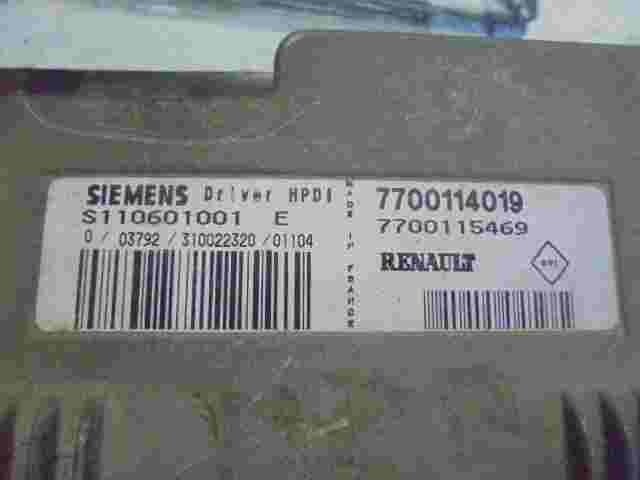 SIEMENS Driver HPDI
S110601001 E
0 / 03792 / 310022320 / 01104
MADE IN FRANCE
7700114019
7700115469
RENAULT